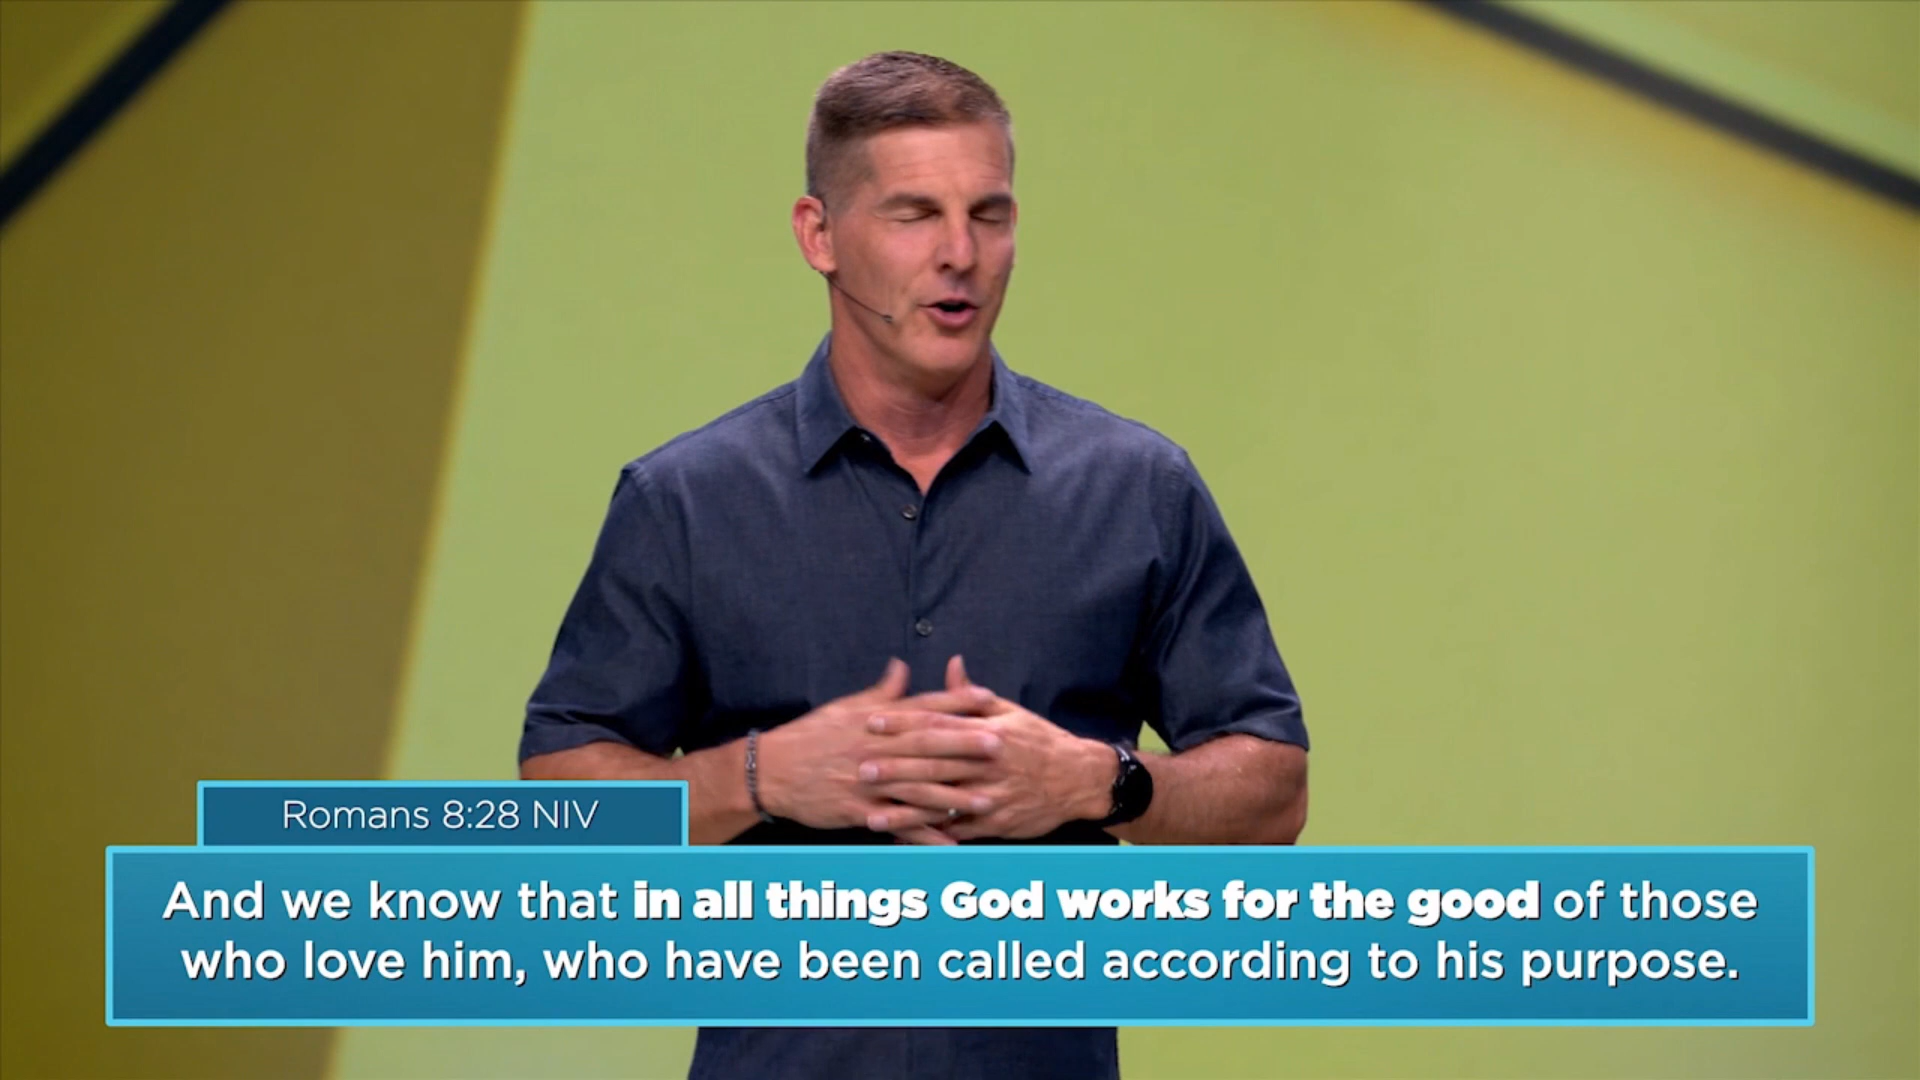 Romans 8:28 NIV
And we know that in all things God works for the good of those
who love him, who have been called according to his purpose.